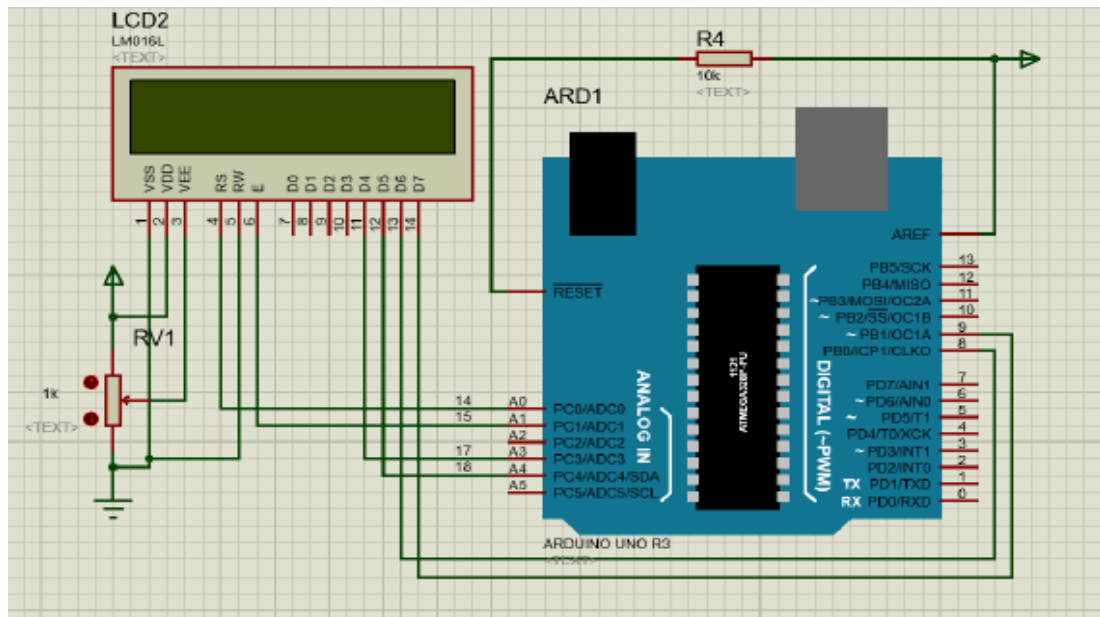 LCD2
LM016L
<TEXT>
VSS VDD VEE RS RW E D0 D1 D2 D3 D4 D5 D6 D7
1 2 3 4 5 6 7 8 9 10 11 12 13 14
RV1
1k
<TEXT>
R4
10k
<TEXT>
ARD1
RESET
AREF
PB5/SCK 13
PB4/MISO 12
~PB3/MOSI/OC2A 11
~ PB2/SS/OC1B 10
~ PB1/OC1A 9
PB0/ICP1/CLKO 8
PD7/AIN1 7
~ PD6/AIN0 6
~ PD5/T1 5
PD4/T0/XCK 4
~ PD3/INT1 3
PD2/INT0 2
TX PD1/TXD 1
RX PD0/RXD 0
DIGITAL (~PWM)
1121
ATMEGA328P-PU
ANALOG IN
14 A0 PC0/ADC0
15 A1 PC1/ADC1
A2 PC2/ADC2
17 A3 PC3/ADC3
18 A4 PC4/ADC4/SDA
A5 PC5/ADC5/SCL
ARDUINO UNO R3
<TEXT>